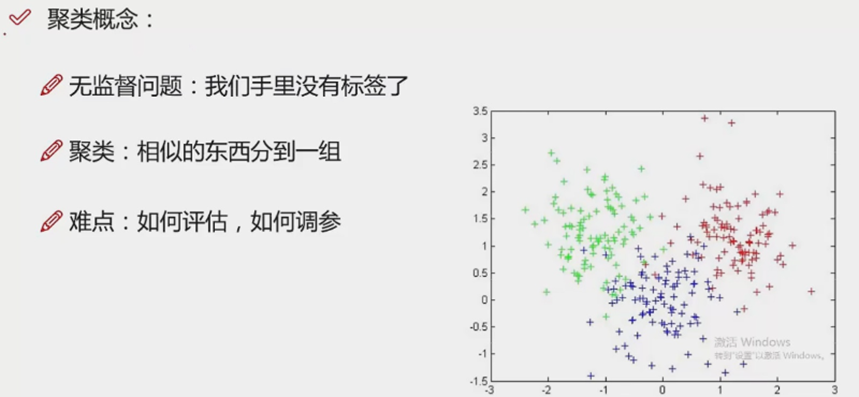 聚类概念：
无监督问题：我们手里没有标签了
聚类：相似的东西分到一组
难点：如何评估，如何调参
3.5
3
2.5
2
1.5
1
0.5
0
-0.5
-1
-1.5
-3 -2 -1 0 1 2 3
激活 Windows
转到"设置"以激活 Windows。